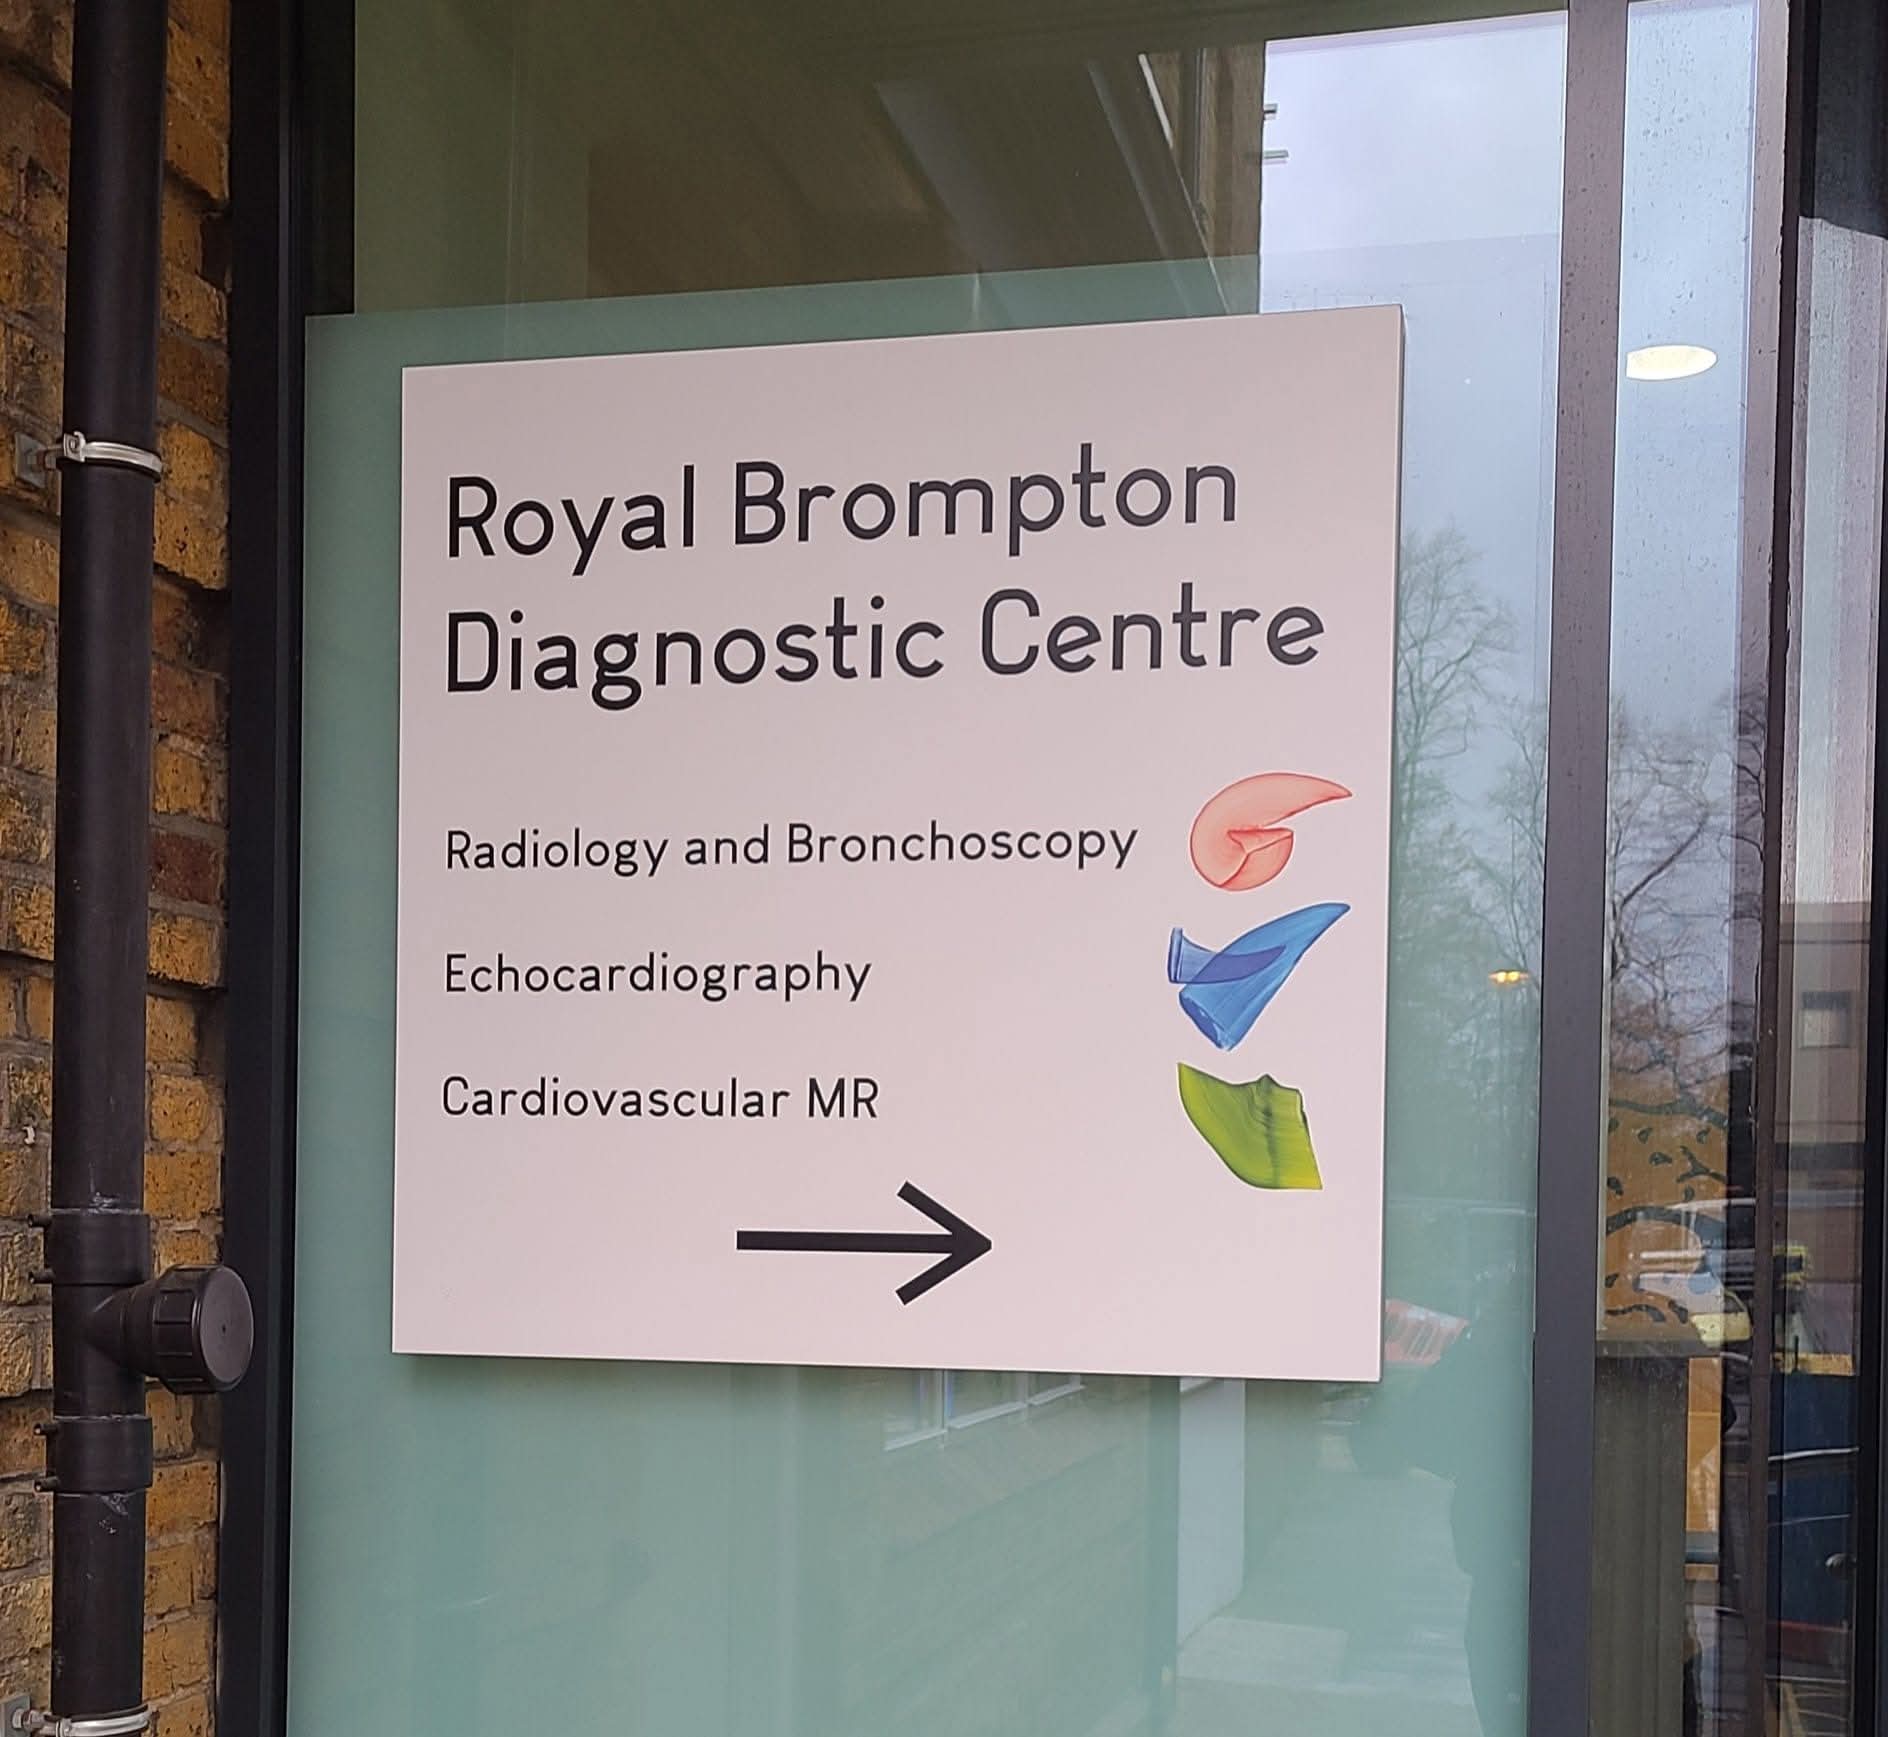 Royal Brompton
Diagnostic Centre
Radiology and Bronchoscopy
Echocardiography
Cardiovascular MR